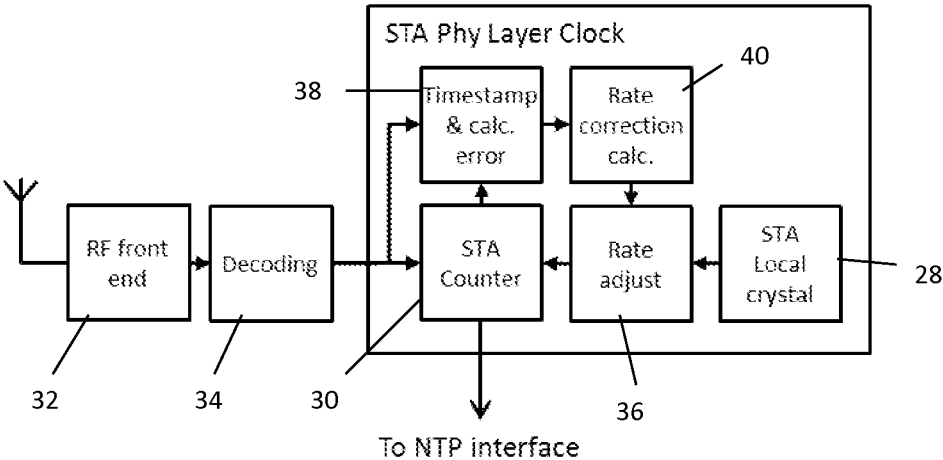 STA Phy Layer Clock
38
Timestamp
& calc.
error
Rate
correction
calc.
40
RF front
end
Decoding
STA
Counter
Rate
adjust
STA
Local
crystal
28
32
34
30
36
To NTP interface